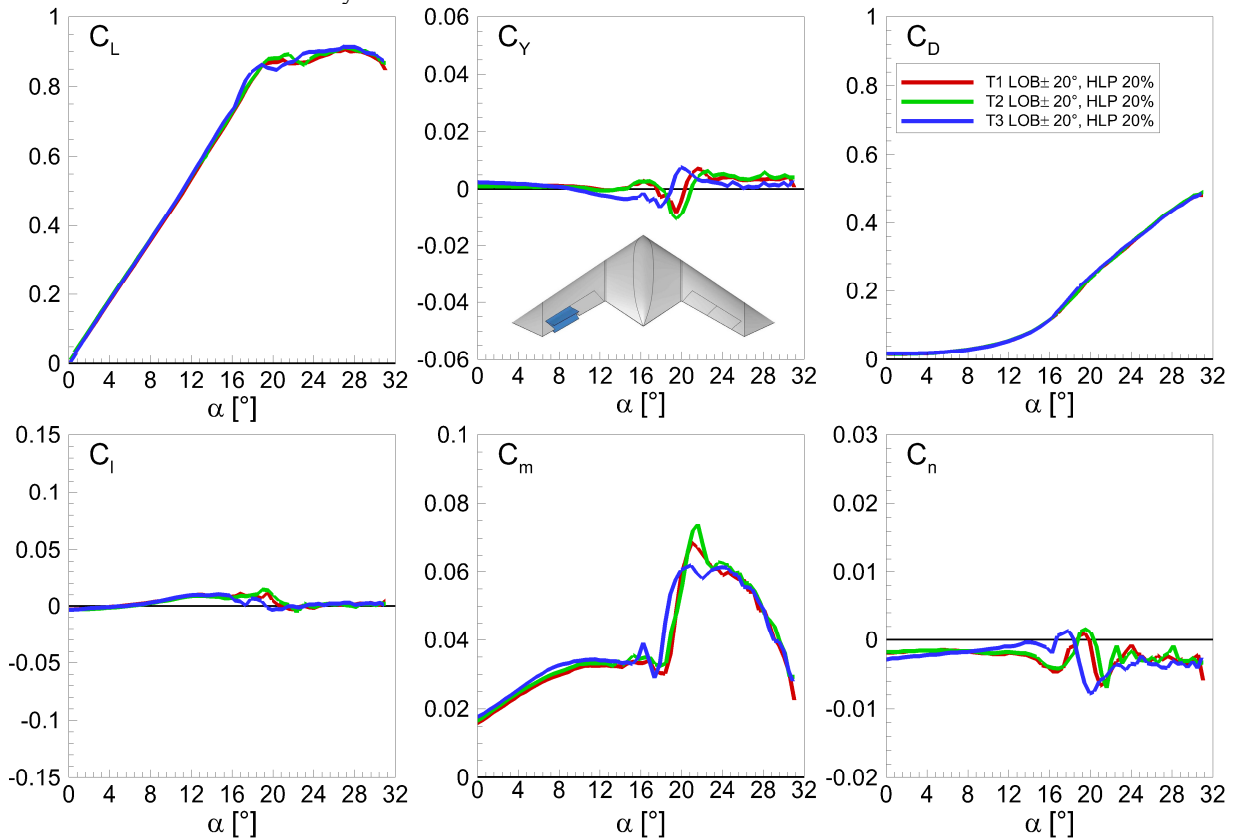 y
C_L
1
0.8
0.6
0.4
0.2
0
0 4 8 12 16 20 24 28 32
α [°]
C_Y
0.06
0.04
0.02
0
-0.02
-0.04
-0.06
0 4 8 12 16 20 24 28 32
α [°]
C_D
1
0.8
0.6
0.4
0.2
0
T1 LOB± 20°, HLP 20%
T2 LOB± 20°, HLP 20%
T3 LOB± 20°, HLP 20%
0 4 8 12 16 20 24 28 32
α [°]
C_l
0.15
0.1
0.05
0
-0.05
-0.1
-0.15
0 4 8 12 16 20 24 28 32
α [°]
C_m
0.1
0.08
0.06
0.04
0.02
0
0 4 8 12 16 20 24 28 32
α [°]
C_n
0.03
0.02
0.01
0
-0.01
-0.02
0 4 8 12 16 20 24 28 32
α [°]